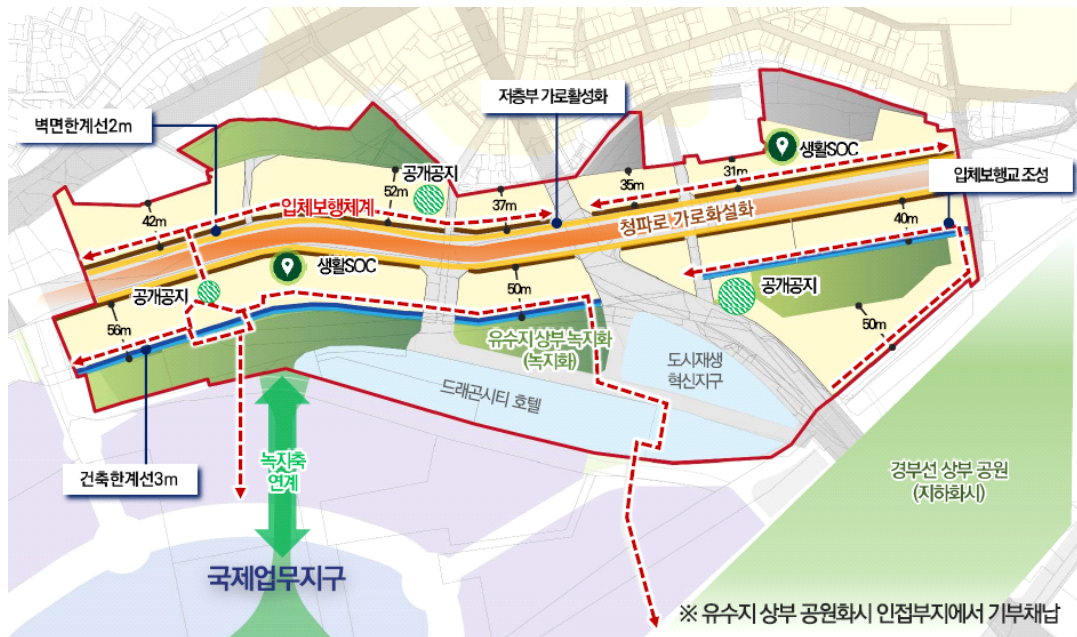 저층부 가로활성화
벽면한계선2m
생활SOC
공개공지
52m
31m
35m
입체보행교 조성
37m
42m
입체보행체계
청파로 가로활성화
40m
생활SOC
공개공지
공개공지
50m
56m
50m
유수지 상부 녹지화
(녹지화)
도시재생
혁신지구
드래곤시티 호텔
건축한계선3m
녹지축
연계
경부선 상부 공원
(지하화시)
국제업무지구
※ 유수지 상부 공원화시 인접부지에서 기부채납